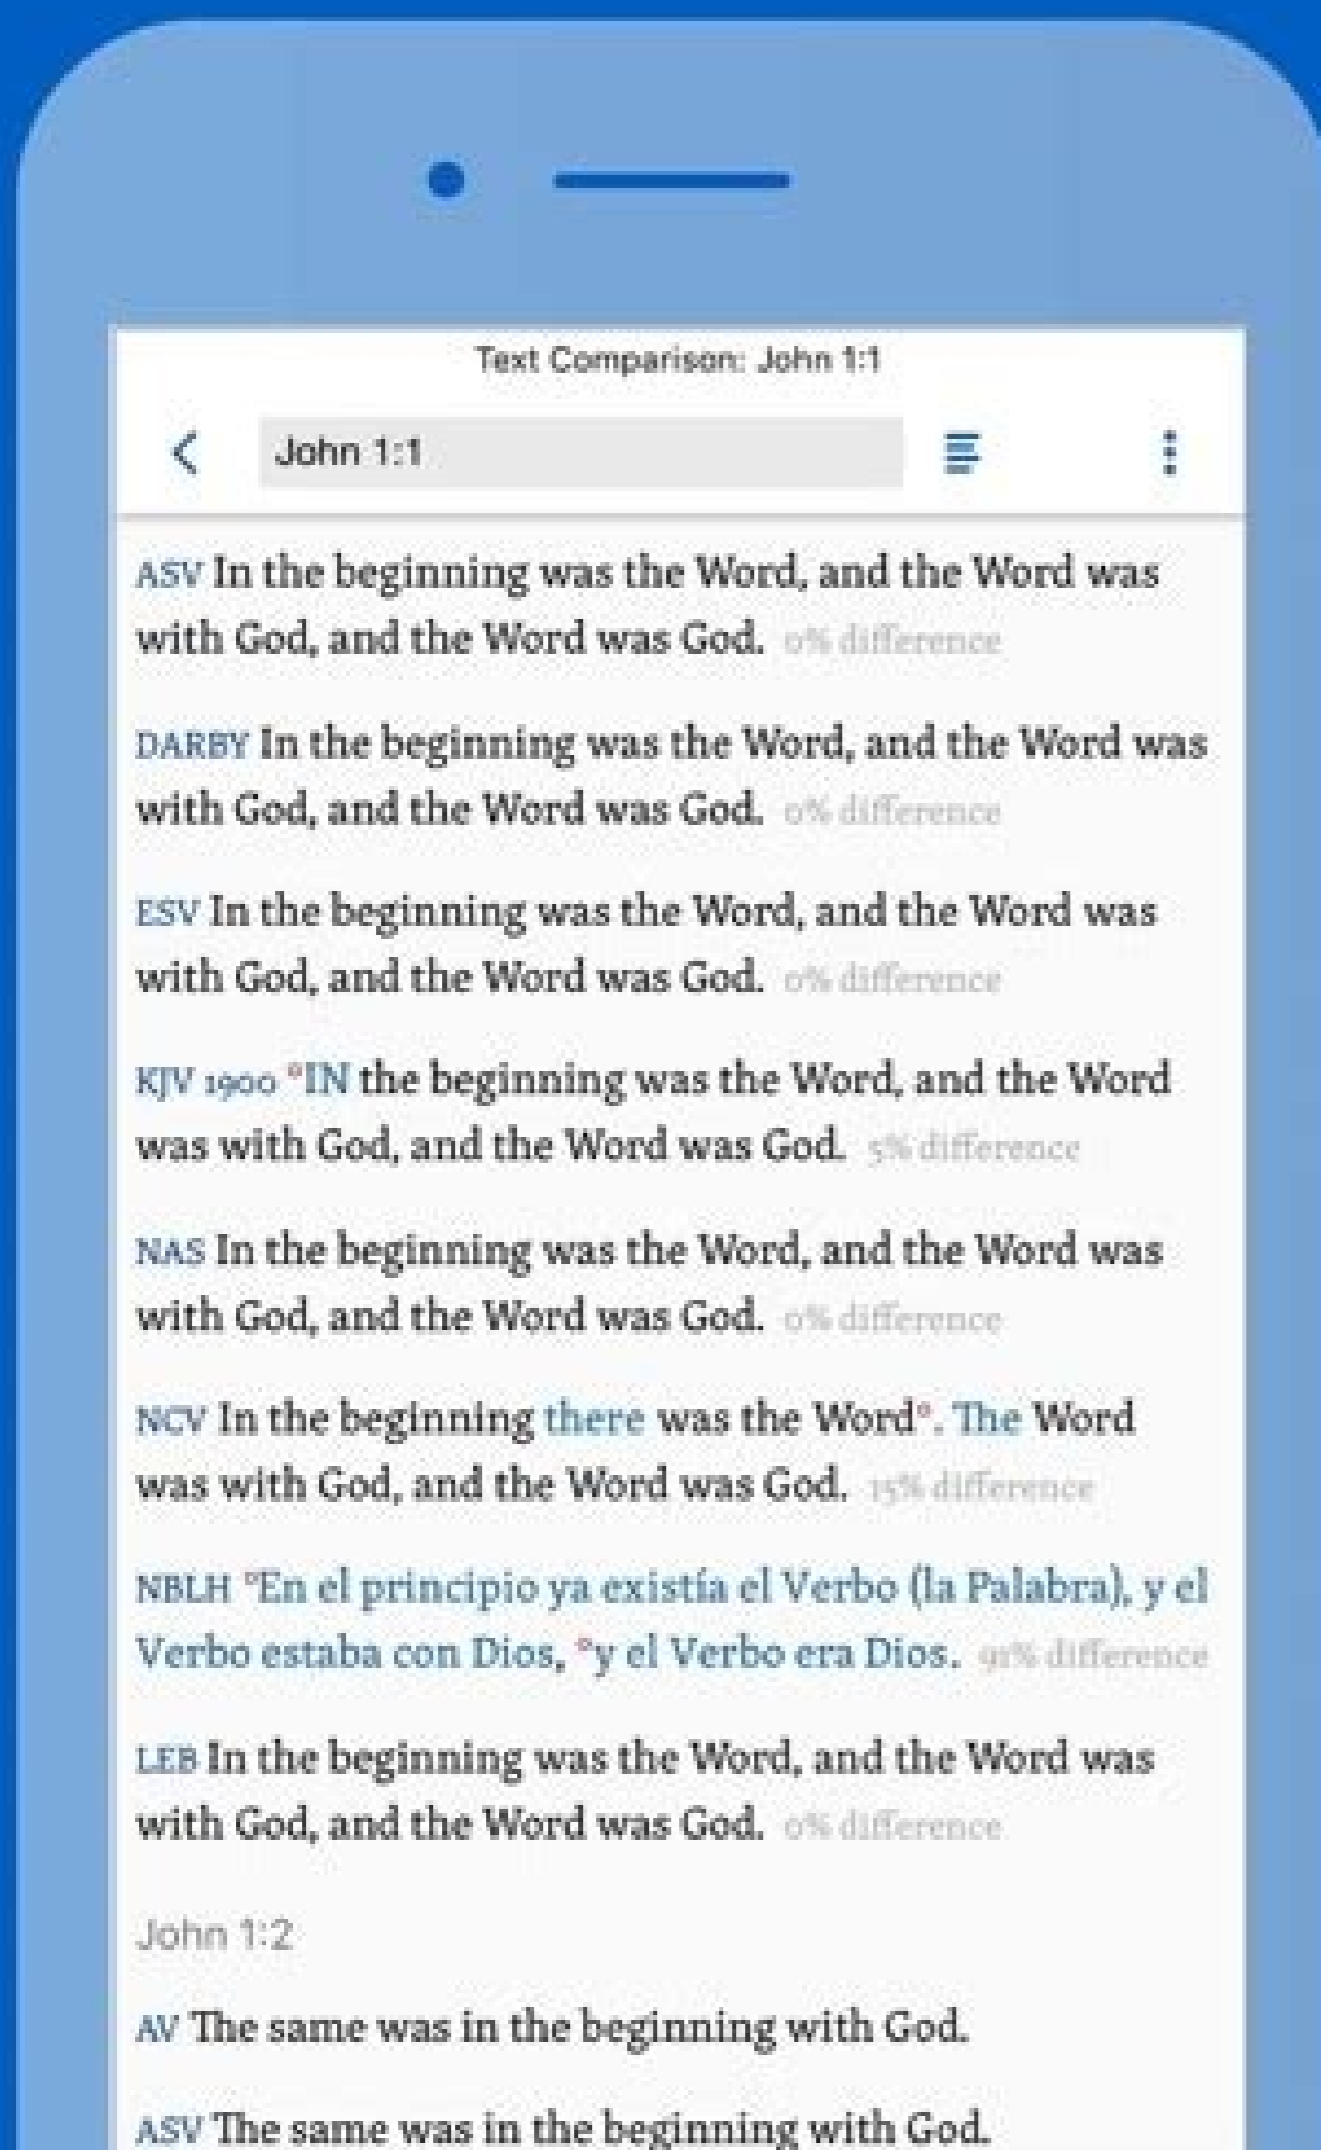 Text Comparison: John 1:1
John 1:1
ASV In the beginning was the Word, and the Word was
with God, and the Word was God. 0% difference
DARBY In the beginning was the Word, and the Word was
with God, and the Word was God. 0% difference
ESV In the beginning was the Word, and the Word was
with God, and the Word was God. 0% difference
KJV 1900 °IN the beginning was the Word, and the Word
was with God, and the Word was God. 5% difference
NAS In the beginning was the Word, and the Word was
with God, and the Word was God. 0% difference
NCV In the beginning there was the Word°. The Word
was with God, and the Word was God. 15% difference
NBLH °En el principio ya existía el Verbo (la Palabra), y el
Verbo estaba con Dios, °y el Verbo era Dios. 91% difference
LEB In the beginning was the Word, and the Word was
with God, and the Word was God. 0% difference
John 1:2
AV The same was in the beginning with God.
ASV The same was in the beginning with God.